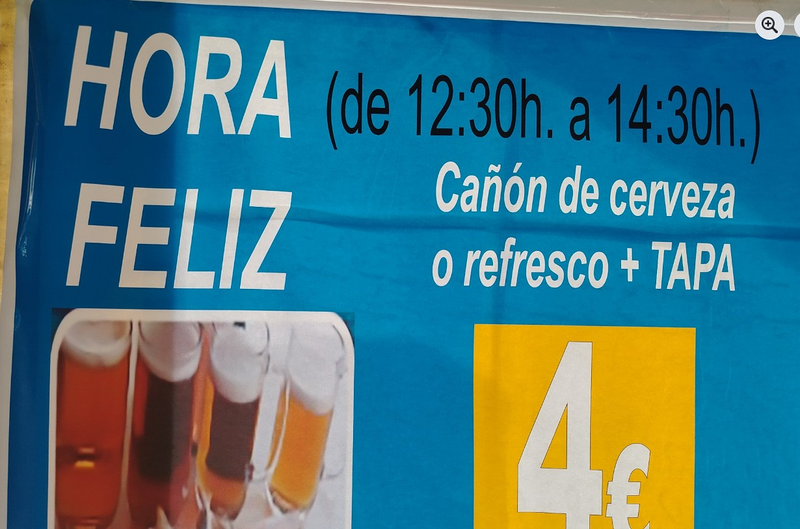 HORA
(de 12:30h. a 14:30h.)
FELIZ
Cañón de cerveza
o refresco + TAPA
4€